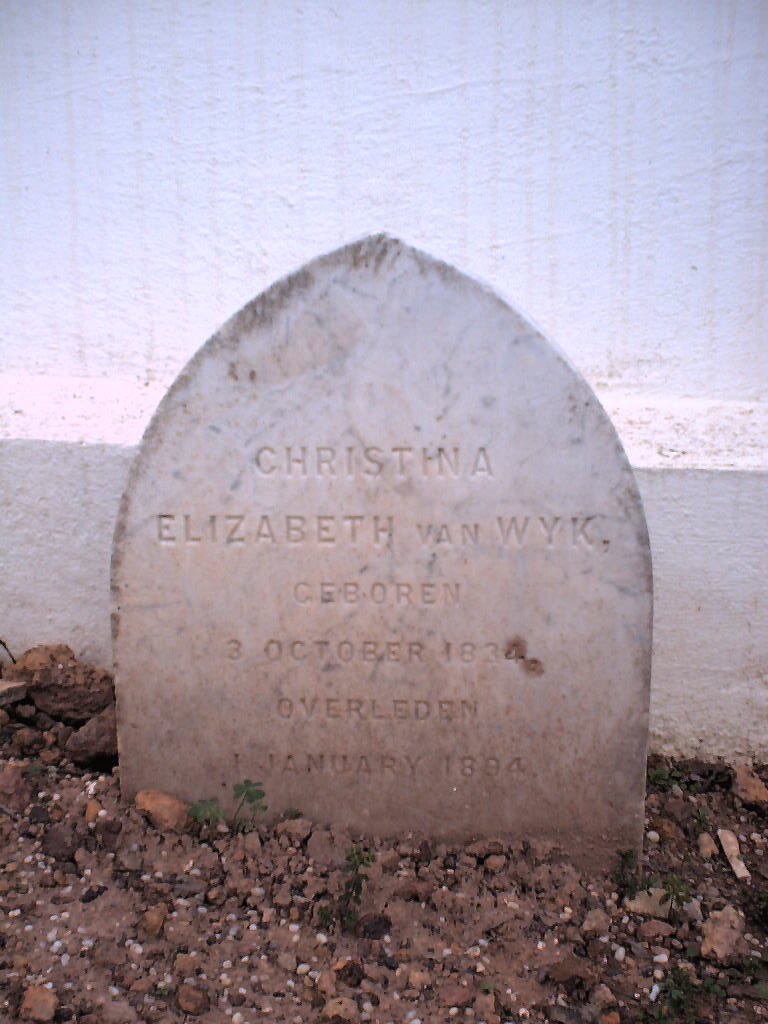 CHRISTINA
ELIZABETH VAN WYK,
GEBOREN
3 OCTOBER 1834
OVERLEDEN
1 JANUARY 1894